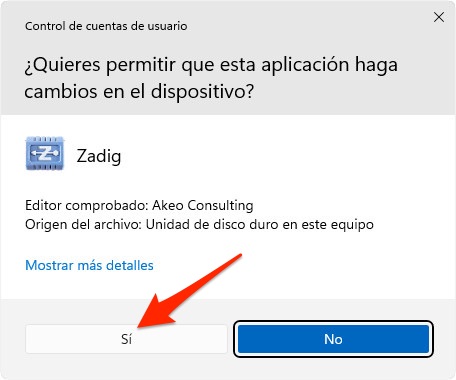 Control de cuentas de usuario
¿Quieres permitir que esta aplicación haga
cambios en el dispositivo?
Zadig
Editor comprobado: Akeo Consulting
Origen del archivo: Unidad de disco duro en este equipo
Mostrar más detalles
Sí
No